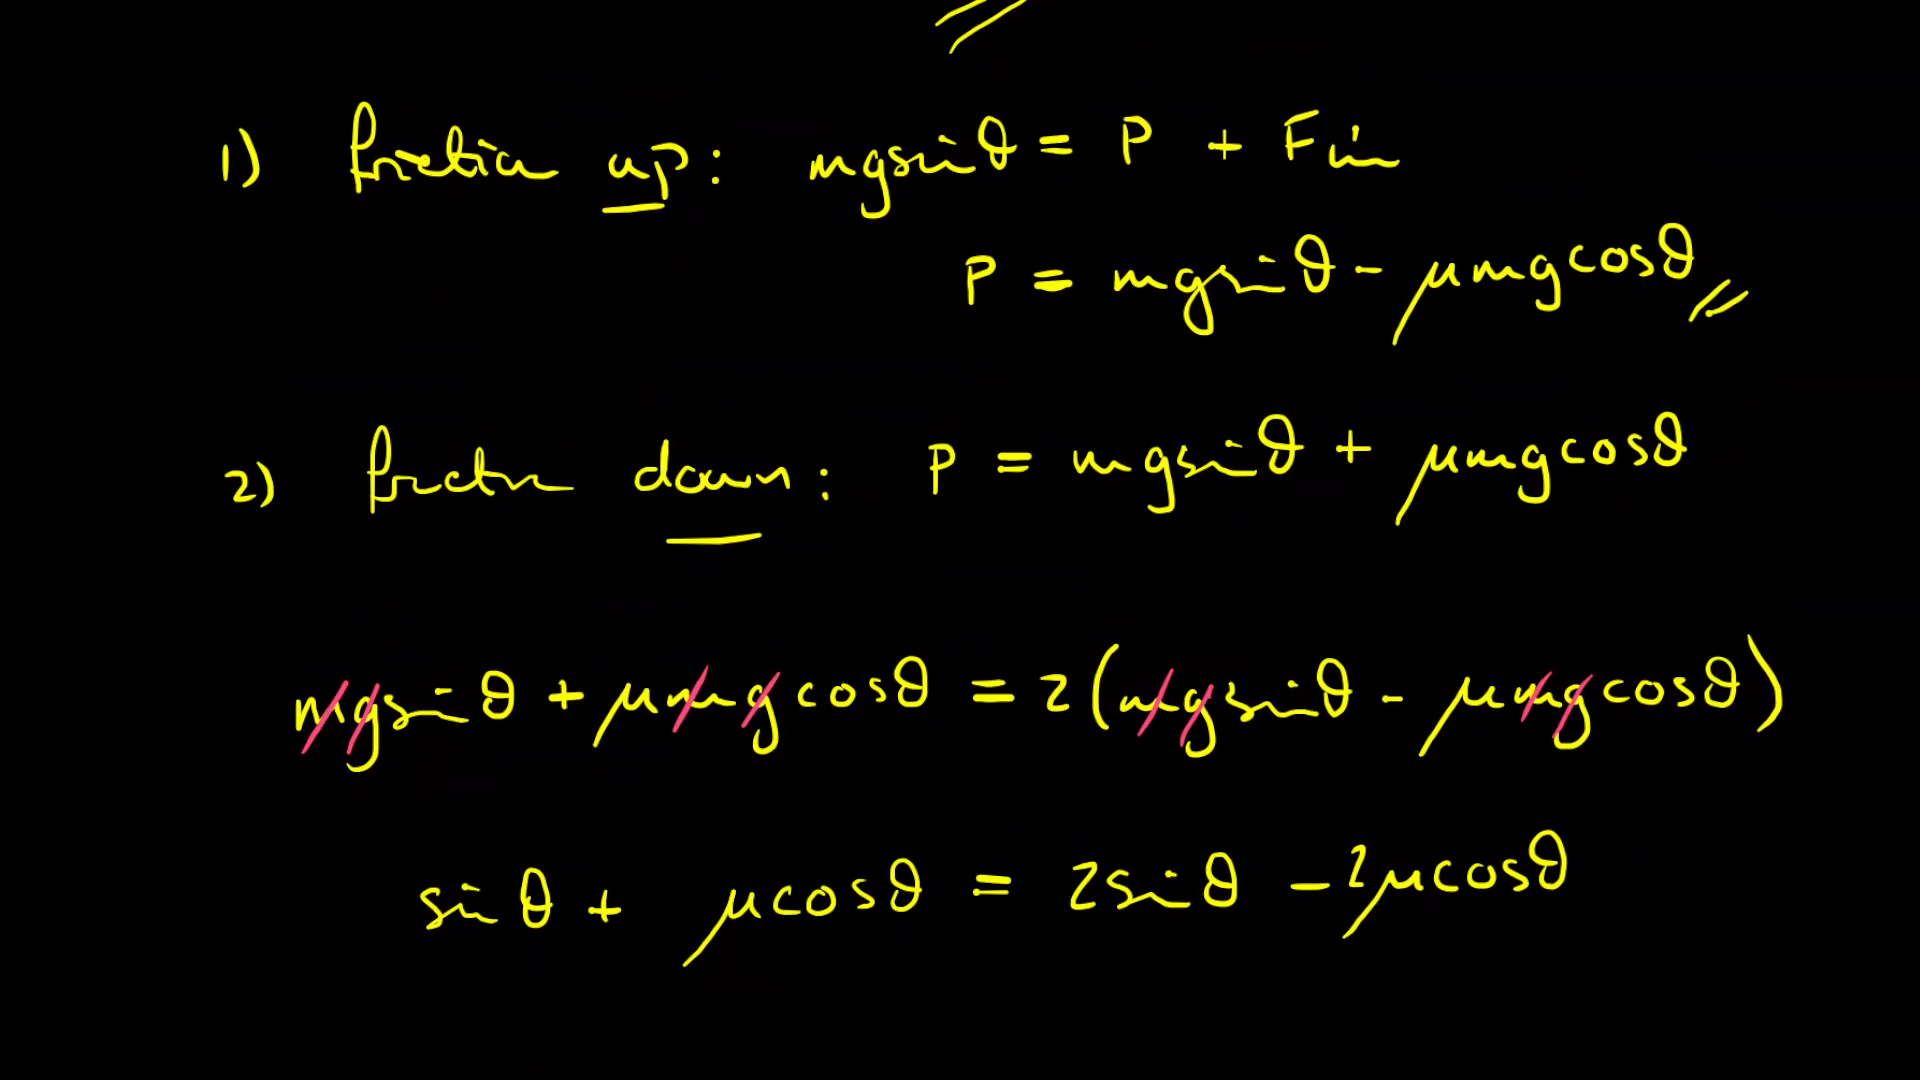 1) friction up: mgsinθ = P + Flim
P = mgsinθ - μmgcosθ
2) friction down: P = mgsinθ + μmgcosθ
mgsinθ + μmgcosθ = 2(mgsinθ - μmgcosθ)
sinθ + μcosθ = 2sinθ - 2μcosθ